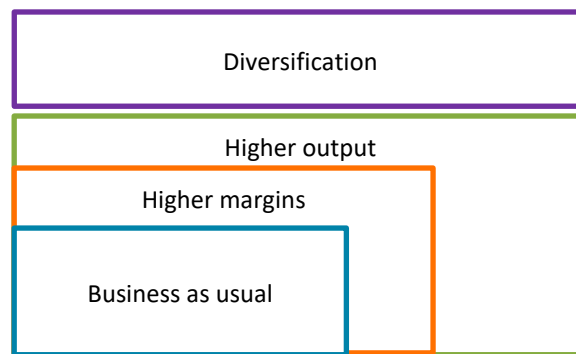 Diversification
Higher output
Higher margins
Business as usual